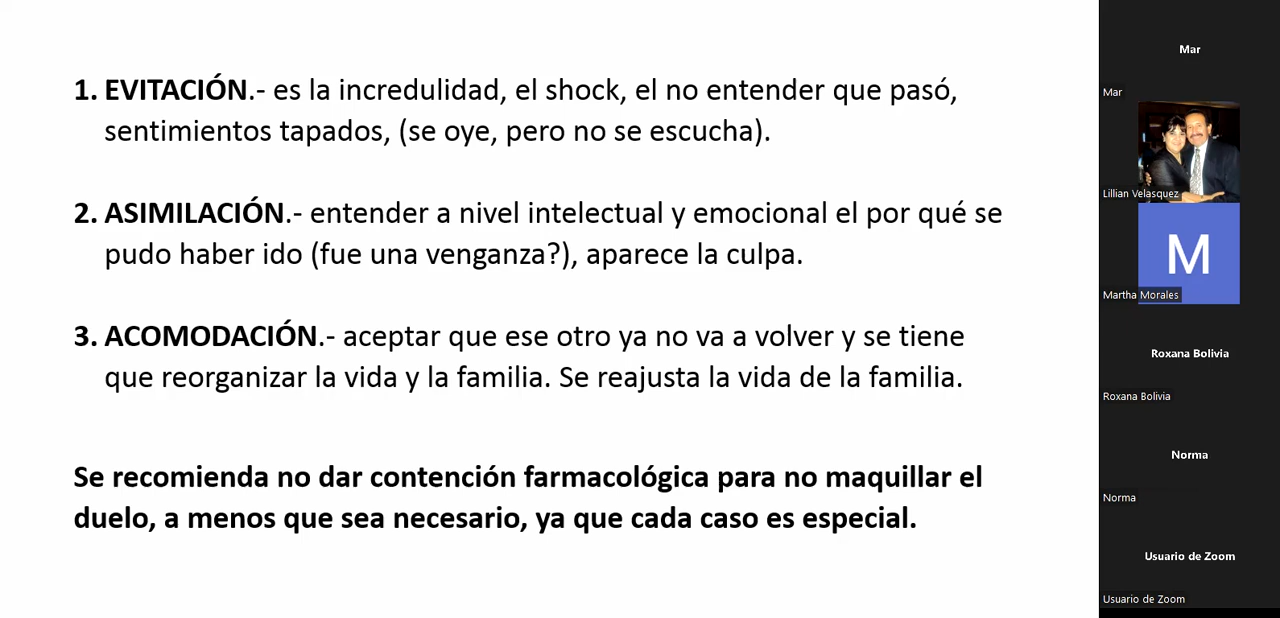 1. EVITACIÓN.- es la incredulidad, el shock, el no entender que pasó,
sentimientos tapados, (se oye, pero no se escucha).
2. ASIMILACIÓN.- entender a nivel intelectual y emocional el por qué se
pudo haber ido (fue una venganza?), aparece la culpa.
3. ACOMODACIÓN.- aceptar que ese otro ya no va a volver y se tiene
que reorganizar la vida y la familia. Se reajusta la vida de la familia.
Se recomienda no dar contención farmacológica para no maquillar el
duelo, a menos que sea necesario, ya que cada caso es especial.
Mar
Mar
Lillian Velasquez
M
Martha Morales
Roxana Bolivia
Roxana Bolivia
Norma
Norma
Usuario de Zoom
Usuario de Zoom